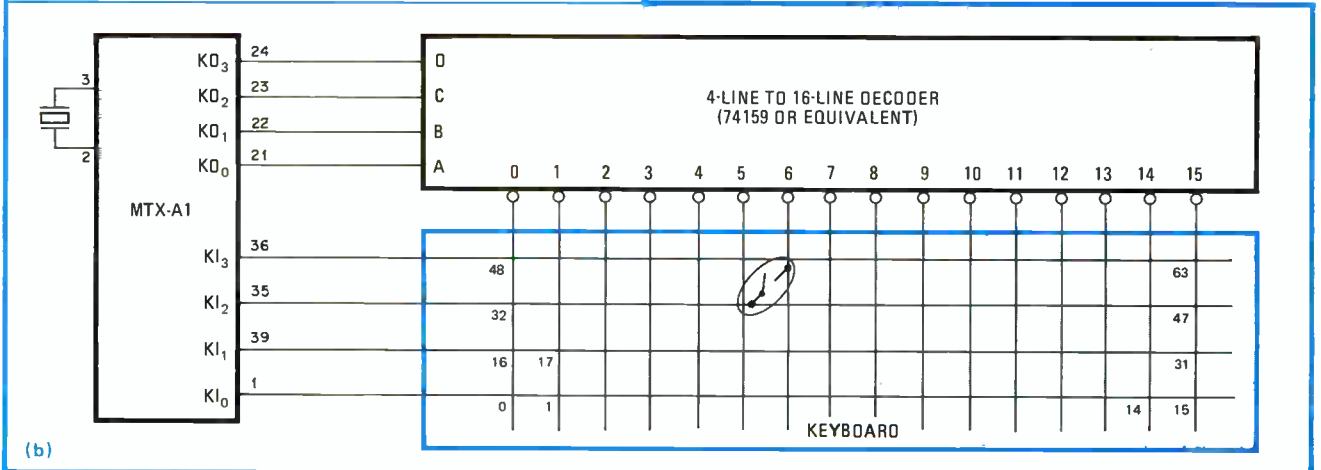 3
2
MTX-A1
KO₃ 24
KO₂ 23
KO₁ 22
KO₀ 21
KI₃ 36
KI₂ 35
KI₁ 39
KI₀ 1
D
C
B
A
4-LINE TO 16-LINE DECODER
(74159 OR EQUIVALENT)
0 1 2 3 4 5 6 7 8 9 10 11 12 13 14 15
48 63
32 47
16 17 31
0 1 14 15
KEYBOARD
(b)